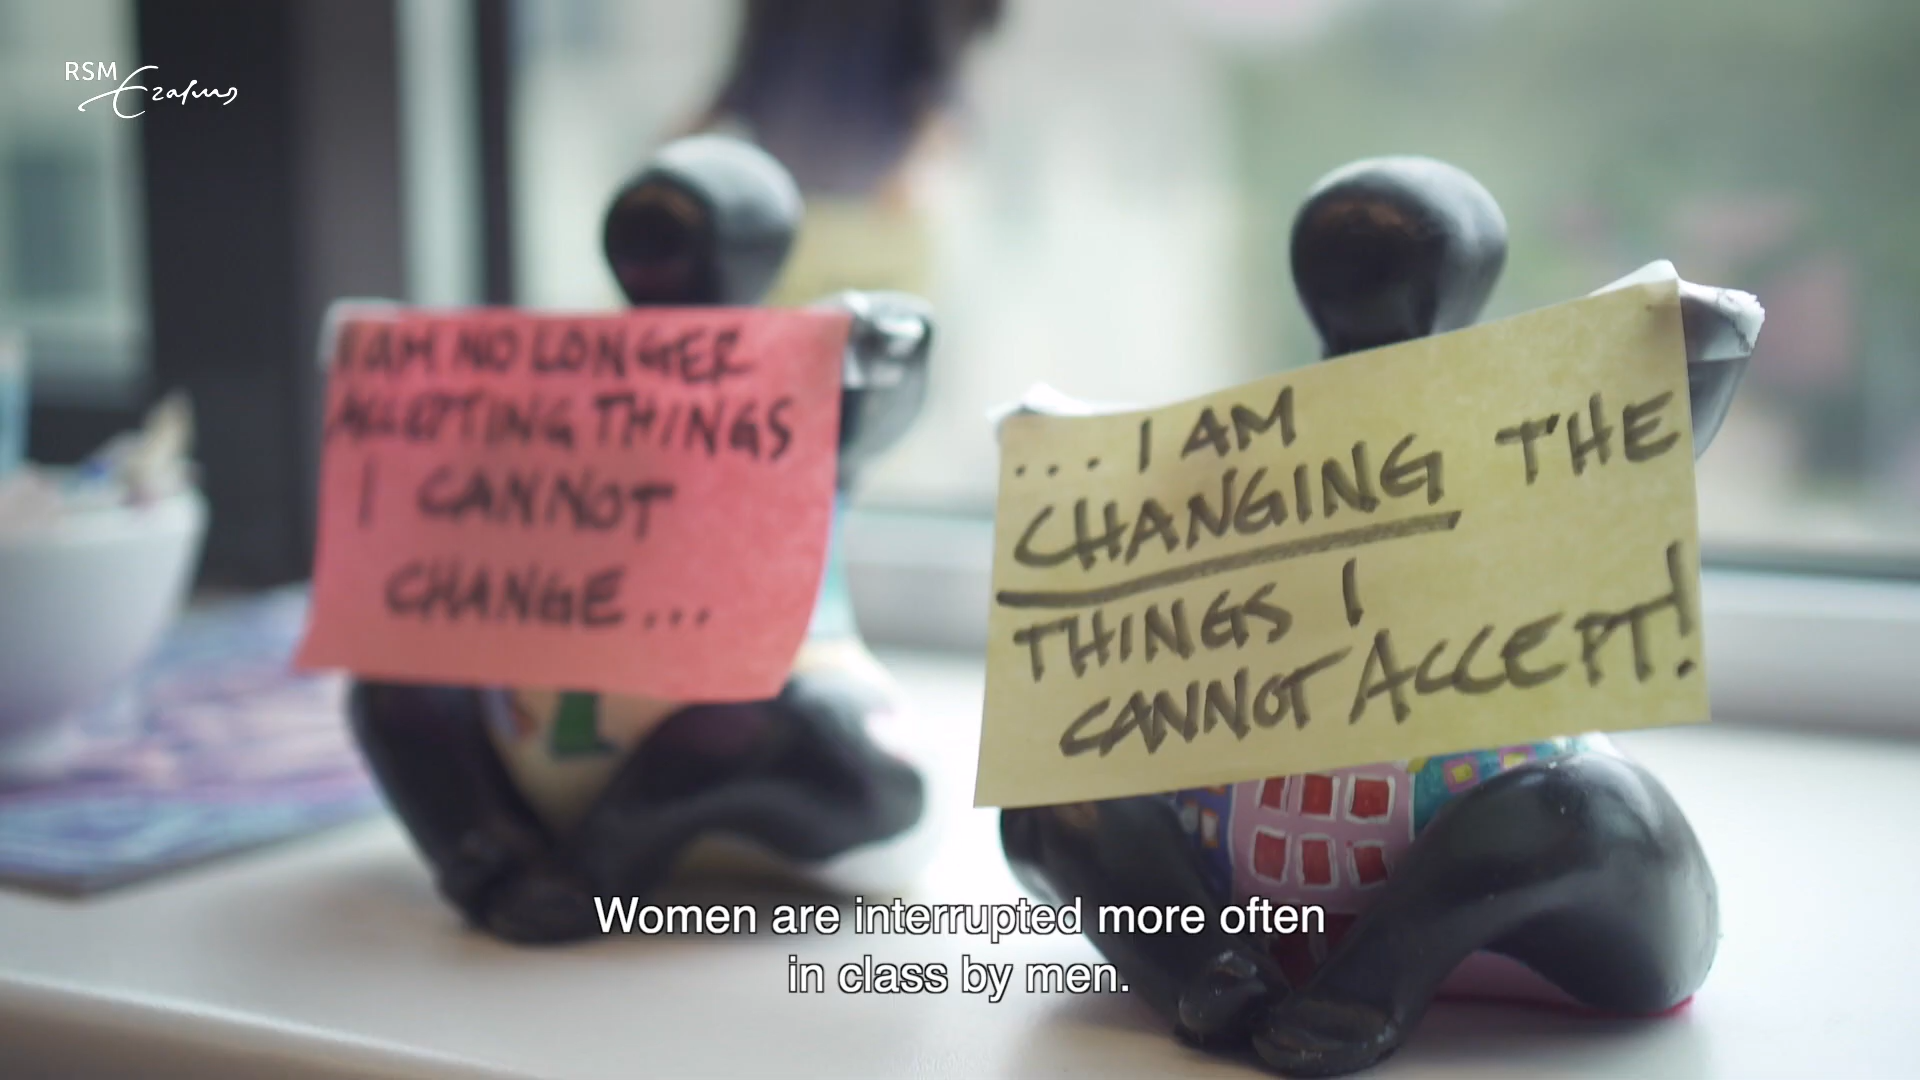 RSM
Erasmus
I AM NO LONGER
ACCEPTING THINGS
I CANNOT
CHANGE...
...I AM
CHANGING THE
THINGS I
CANNOT ACCEPT!
Women are interrupted more often
in class by men.